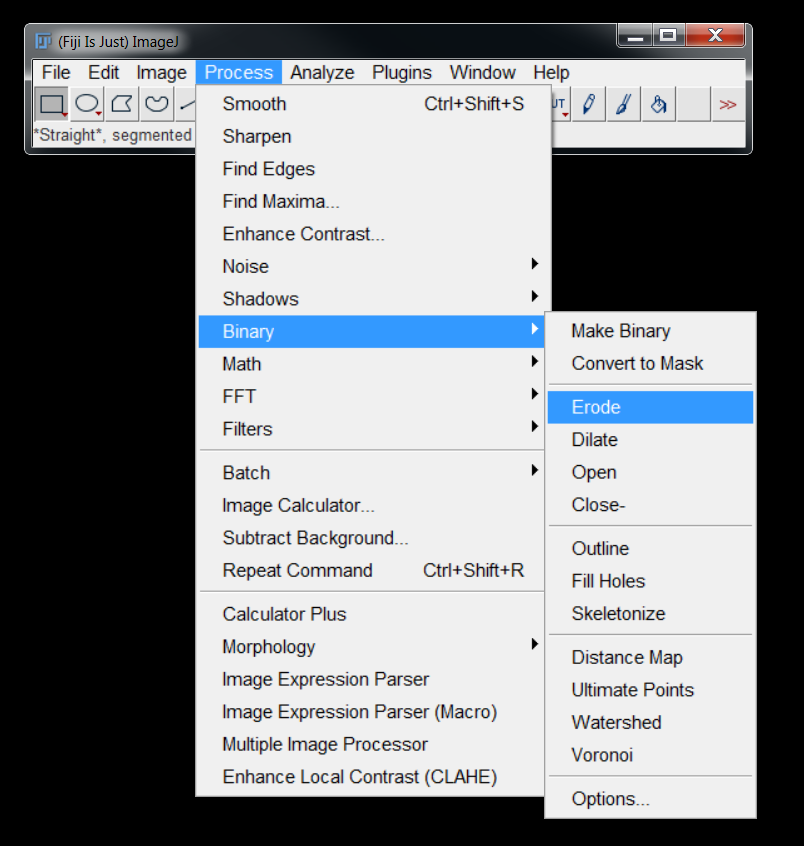 (Fiji Is Just) ImageJ
File Edit Image Process Analyze Plugins Window Help
*Straight*, segmented
Smooth Ctrl+Shift+S
Sharpen
Find Edges
Find Maxima...
Enhance Contrast...
Noise
Shadows
Binary
Math
FFT
Filters
Batch
Image Calculator...
Subtract Background...
Repeat Command Ctrl+Shift+R
Calculator Plus
Morphology
Image Expression Parser
Image Expression Parser (Macro)
Multiple Image Processor
Enhance Local Contrast (CLAHE)
Make Binary
Convert to Mask
Erode
Dilate
Open
Close-
Outline
Fill Holes
Skeletonize
Distance Map
Ultimate Points
Watershed
Voronoi
Options...